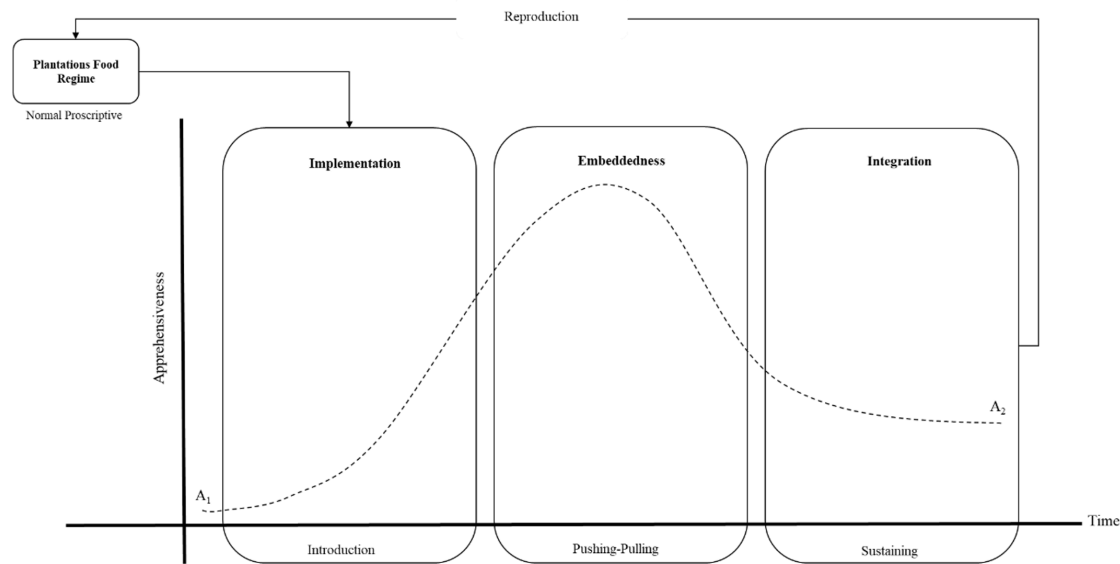 Reproduction
Plantations Food
Regime
Normal Proscriptive
Implementation
Embeddedness
Integration
Apprehensiveness
A₁
A₂
Time
Introduction
Pushing-Pulling
Sustaining